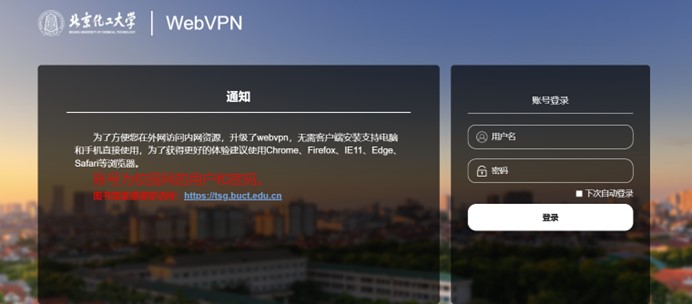 北京化工大学 WebVPN
BEIJING UNIVERSITY OF CHEMICAL TECHNOLOGY
通知
为了方便您在外网访问内网资源，升级了webvpn，无需客户端安装支持电脑
和手机直接使用，为了获得更好的体验建议使用Chrome、Firefox、IE11、Edge、
Safari等浏览器。
https://tsg.buct.edu.cn
账号登录
用户名
密码
下次自动登录
登录